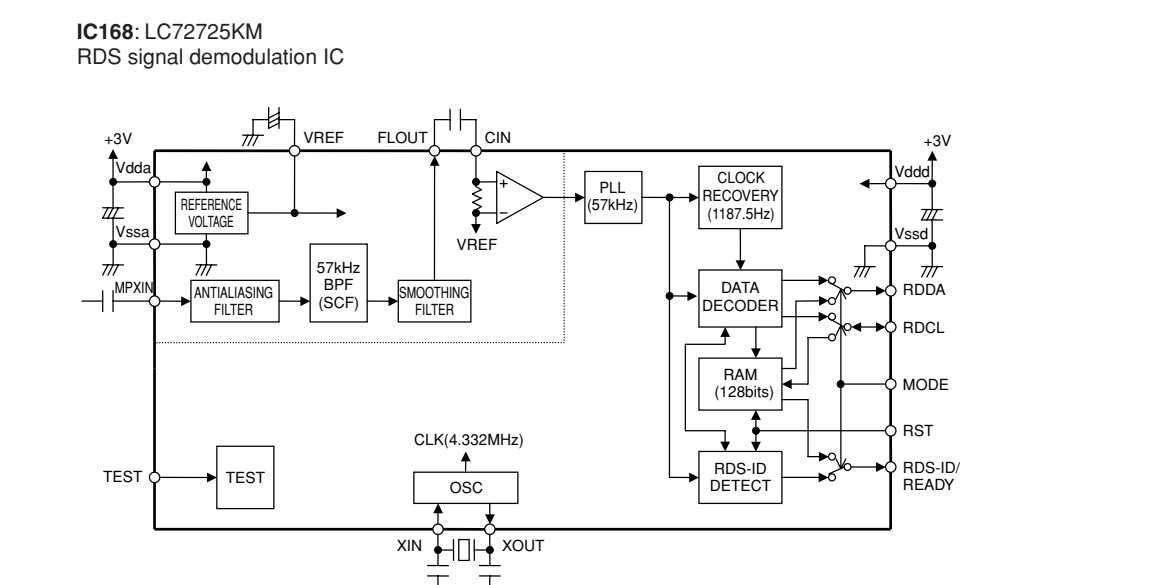 IC168: LC72725KM
RDS signal demodulation IC
VREF
FLOUT
CIN
+3V
+3V
Vdda
Vddd
REFERENCE
VOLTAGE
+
−
VREF
PLL
(57kHz)
CLOCK
RECOVERY
(1187.5Hz)
Vssa
Vssd
MPXIN
ANTIALIASING
FILTER
57kHz
BPF
(SCF)
SMOOTHING
FILTER
DATA
DECODER
RDDA
RDCL
RAM
(128bits)
MODE
RST
CLK(4.332MHz)
TEST
TEST
OSC
RDS-ID
DETECT
RDS-ID/
READY
XIN
XOUT